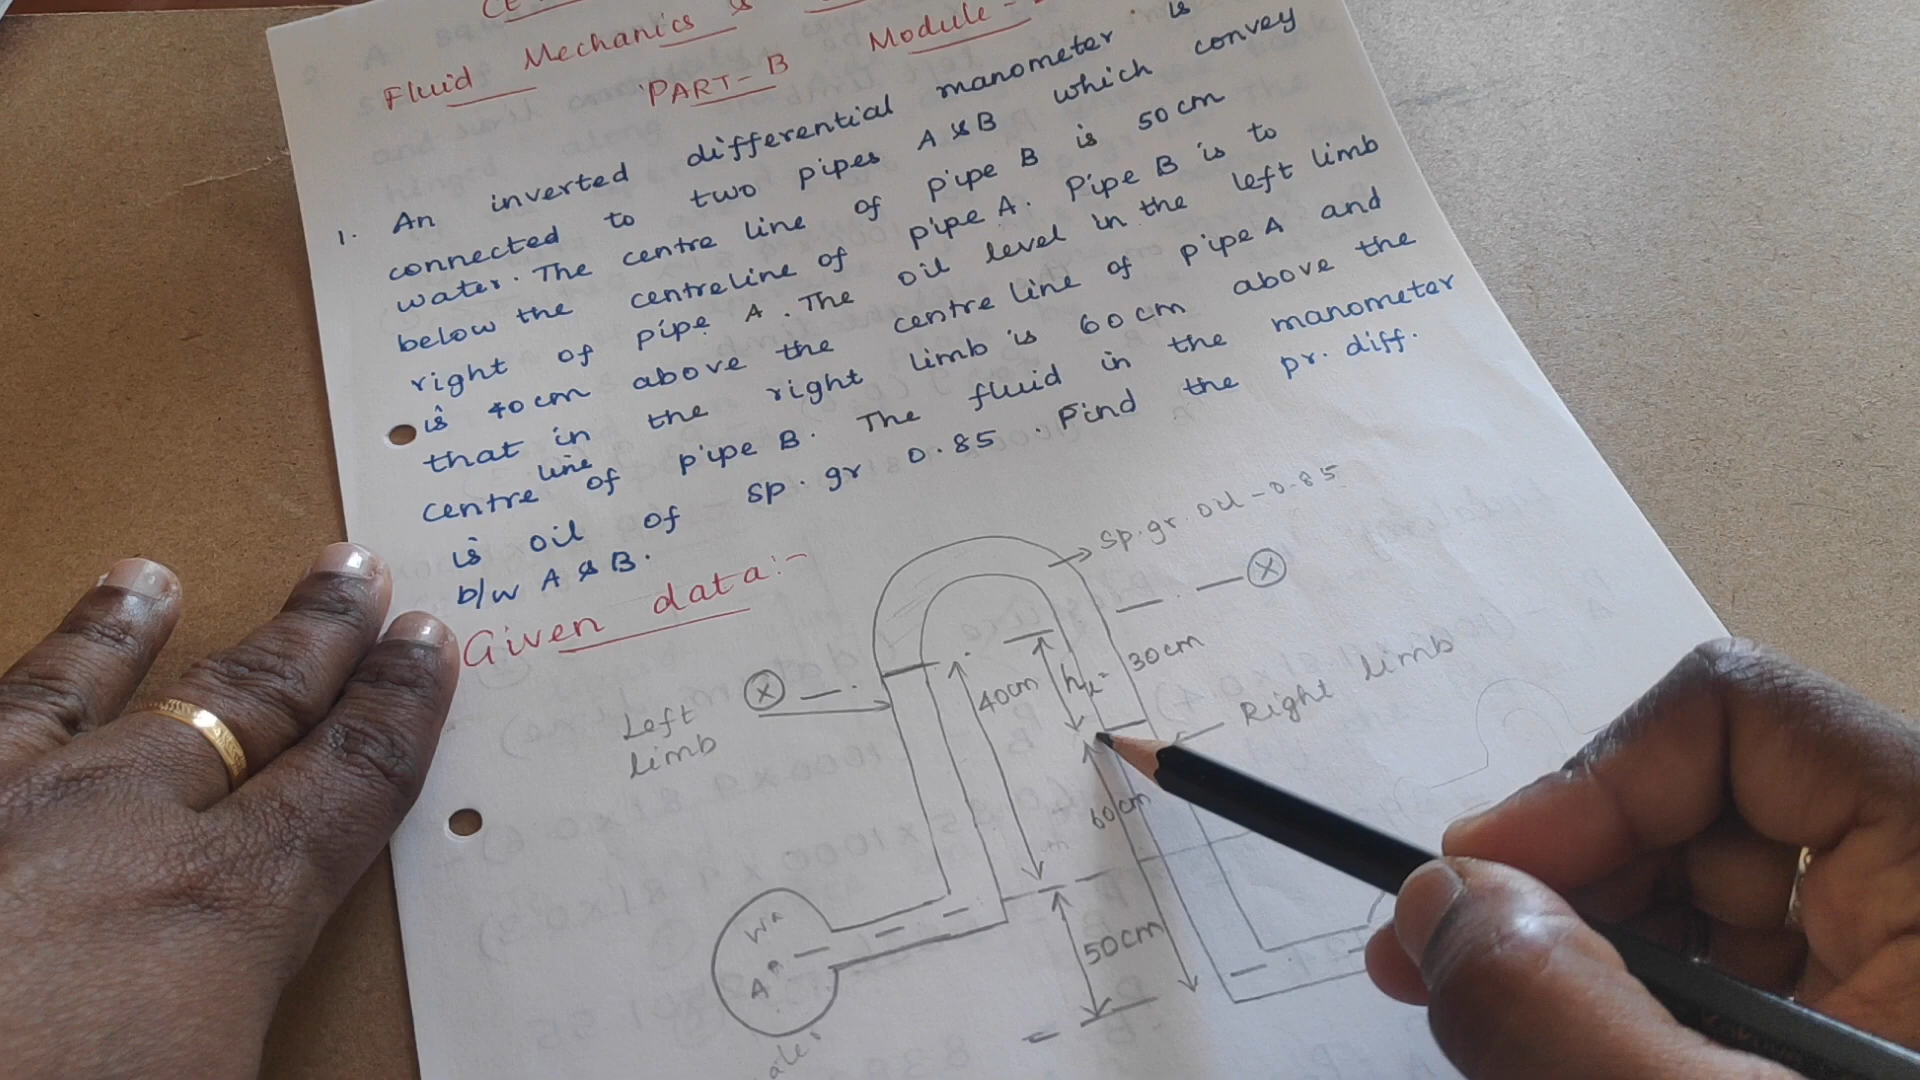 Fluid Mechanics &
PART-B Module -
1. An inverted differential manometer is
connected to two pipes A & B which convey
water. The centre line of pipe B is 50 cm
below the centreline of pipe A. Pipe B is to
right of pipe A. The oil level in the left limb
is 40cm above the centre line of pipe A and
that in the right limb is 60cm above the
centre line of pipe B. The fluid in the manometer
is oil of sp. gr 0.85. Find the pr. diff.
b/w A & B.
Given data:-
sp.gr. oil - 0.85
X
30cm
X
Left
limb
40cm
Right limb
60cm
50cm
A